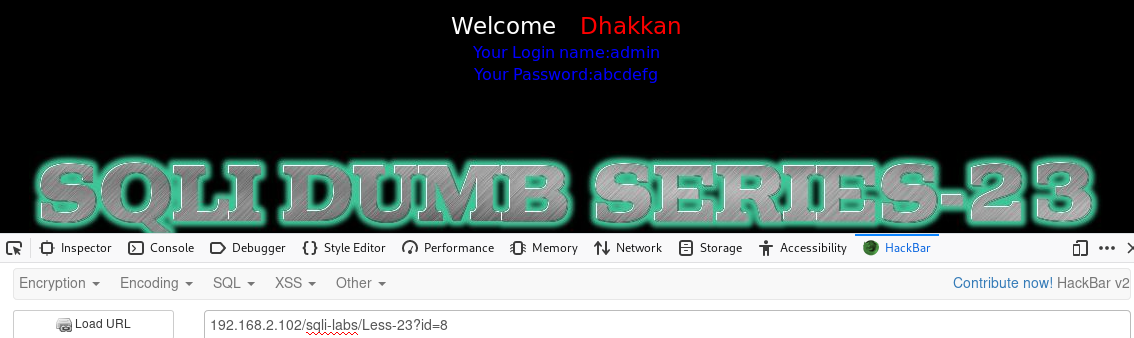 Welcome Dhakkan
Your Login name:admin
Your Password:abcdefg
SQLI DUMB SERIES-23
Inspector Console Debugger Style Editor Performance Memory Network Storage Accessibility HackBar
Encryption Encoding SQL XSS Other Contribute now! HackBar v2
Load URL 192.168.2.102/sqli-labs/Less-23?id=8